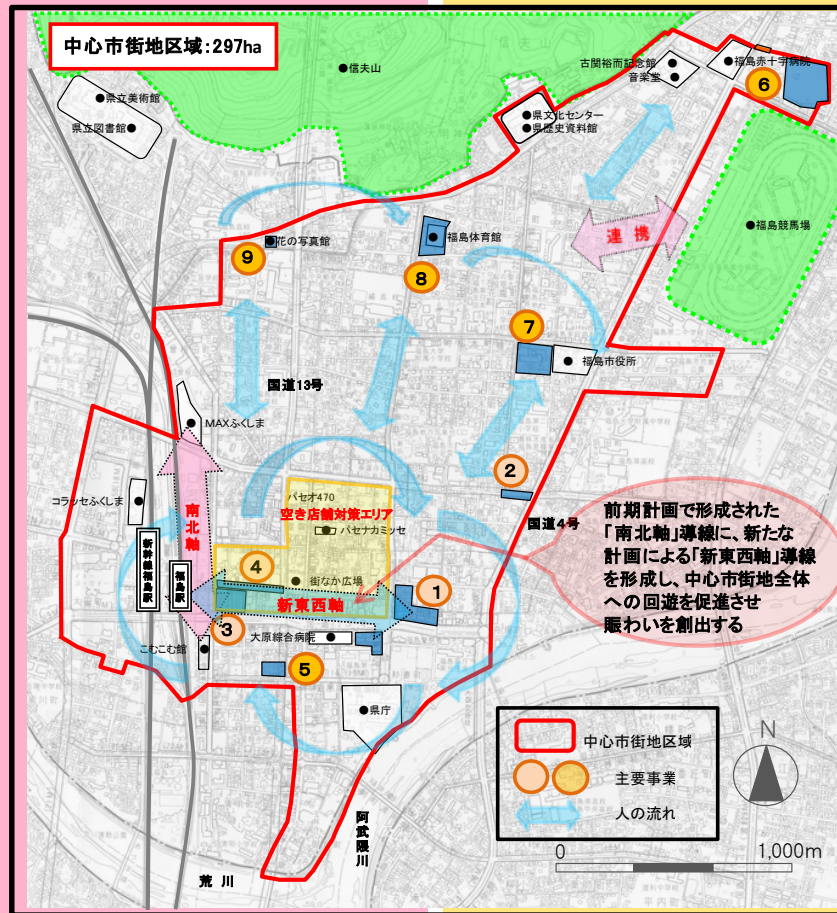 中心市街地区域:297ha
●信夫山
古関裕而記念館●
音楽堂●
●福島赤十字病院
6
●県立美術館
県立図書館●
●県文化センター
●県歴史資料館
●福島競馬場
連携
●花の写真館
9
●福島体育館
8
7
●福島市役所
国道13号
●MAXふくしま
コラッセふくしま●
南北軸
新幹線福島駅
福島駅
パセオ470
空き店舗対策エリア
●パセナカミッセ
2
国道4号
4
●街なか広場
新東西軸
1
3
こむこむ館●
大原綜合病院●
5
●県庁
前期計画で形成された
「南北軸」導線に、新たな
計画による「新東西軸」導線
を形成し、中心市街地全体
への回遊を促進させ
賑わいを創出する
阿武隈川
荒川
中心市街地区域
主要事業
人の流れ
N
0 1,000m